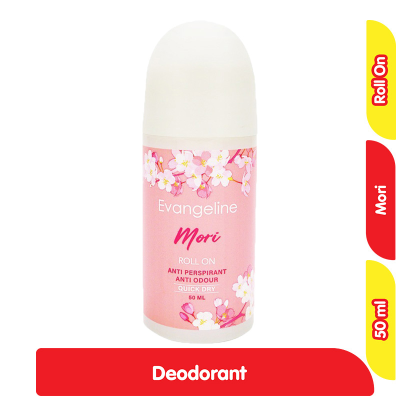 Evangeline
Mori
ROLL ON
ANTI PERSPIRANT
ANTI ODOUR
QUICK DRY
50 ML
Roll On
Mori
50 ml
Deodorant